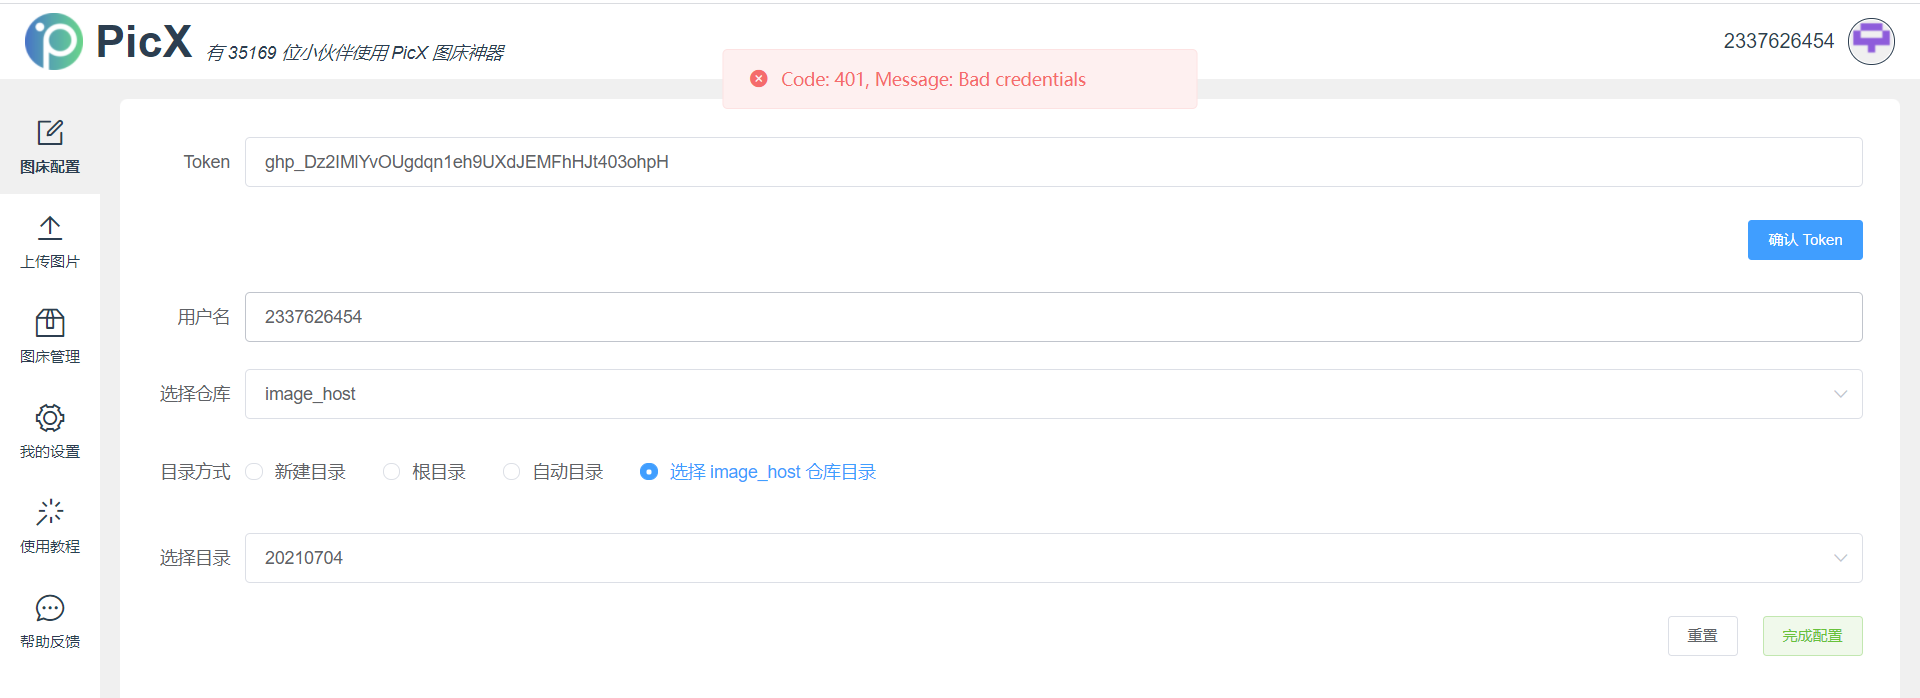 PicX 有 35169 位小伙伴使用 PicX 图床神器
2337626454
Code: 401, Message: Bad credentials
图床配置
上传图片
图床管理
我的设置
使用教程
帮助反馈
Token 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
确认 Token
用户名 2337626454
选择仓库 image_host
目录方式 新建目录 根目录 自动目录 选择 image_host 仓库目录
选择目录 20210704
重置 完成配置